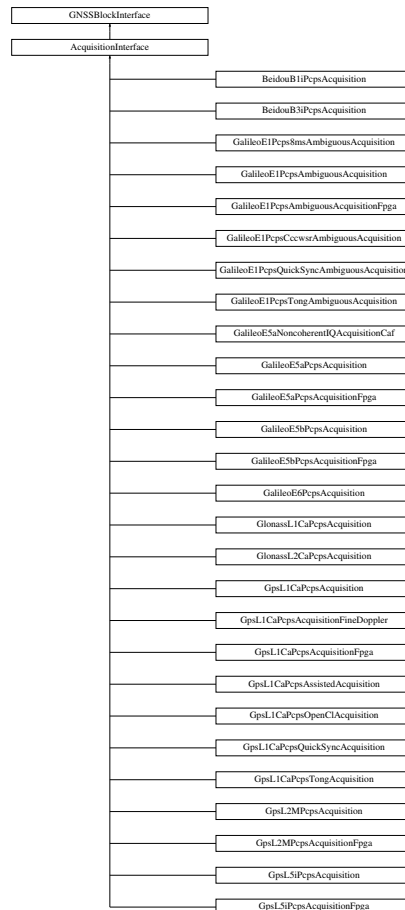 GNSSBlockInterface
AcquisitionInterface
BeidouB1iPcpsAcquisition
BeidouB3iPcpsAcquisition
GalileoE1Pcps8msAmbiguousAcquisition
GalileoE1PcpsAmbiguousAcquisition
GalileoE1PcpsAmbiguousAcquisitionFpga
GalileoE1PcpsCccwsrAmbiguousAcquisition
GalileoE1PcpsQuickSyncAmbiguousAcquisition
GalileoE1PcpsTongAmbiguousAcquisition
GalileoE5aNoncoherentIQAcquisitionCaf
GalileoE5aPcpsAcquisition
GalileoE5aPcpsAcquisitionFpga
GalileoE5bPcpsAcquisition
GalileoE5bPcpsAcquisitionFpga
GalileoE6PcpsAcquisition
GlonassL1CaPcpsAcquisition
GlonassL2CaPcpsAcquisition
GpsL1CaPcpsAcquisition
GpsL1CaPcpsAcquisitionFineDoppler
GpsL1CaPcpsAcquisitionFpga
GpsL1CaPcpsAssistedAcquisition
GpsL1CaPcpsOpenClAcquisition
GpsL1CaPcpsQuickSyncAcquisition
GpsL1CaPcpsTongAcquisition
GpsL2MPcpsAcquisition
GpsL2MPcpsAcquisitionFpga
GpsL5iPcpsAcquisition
GpsL5iPcpsAcquisitionFpga